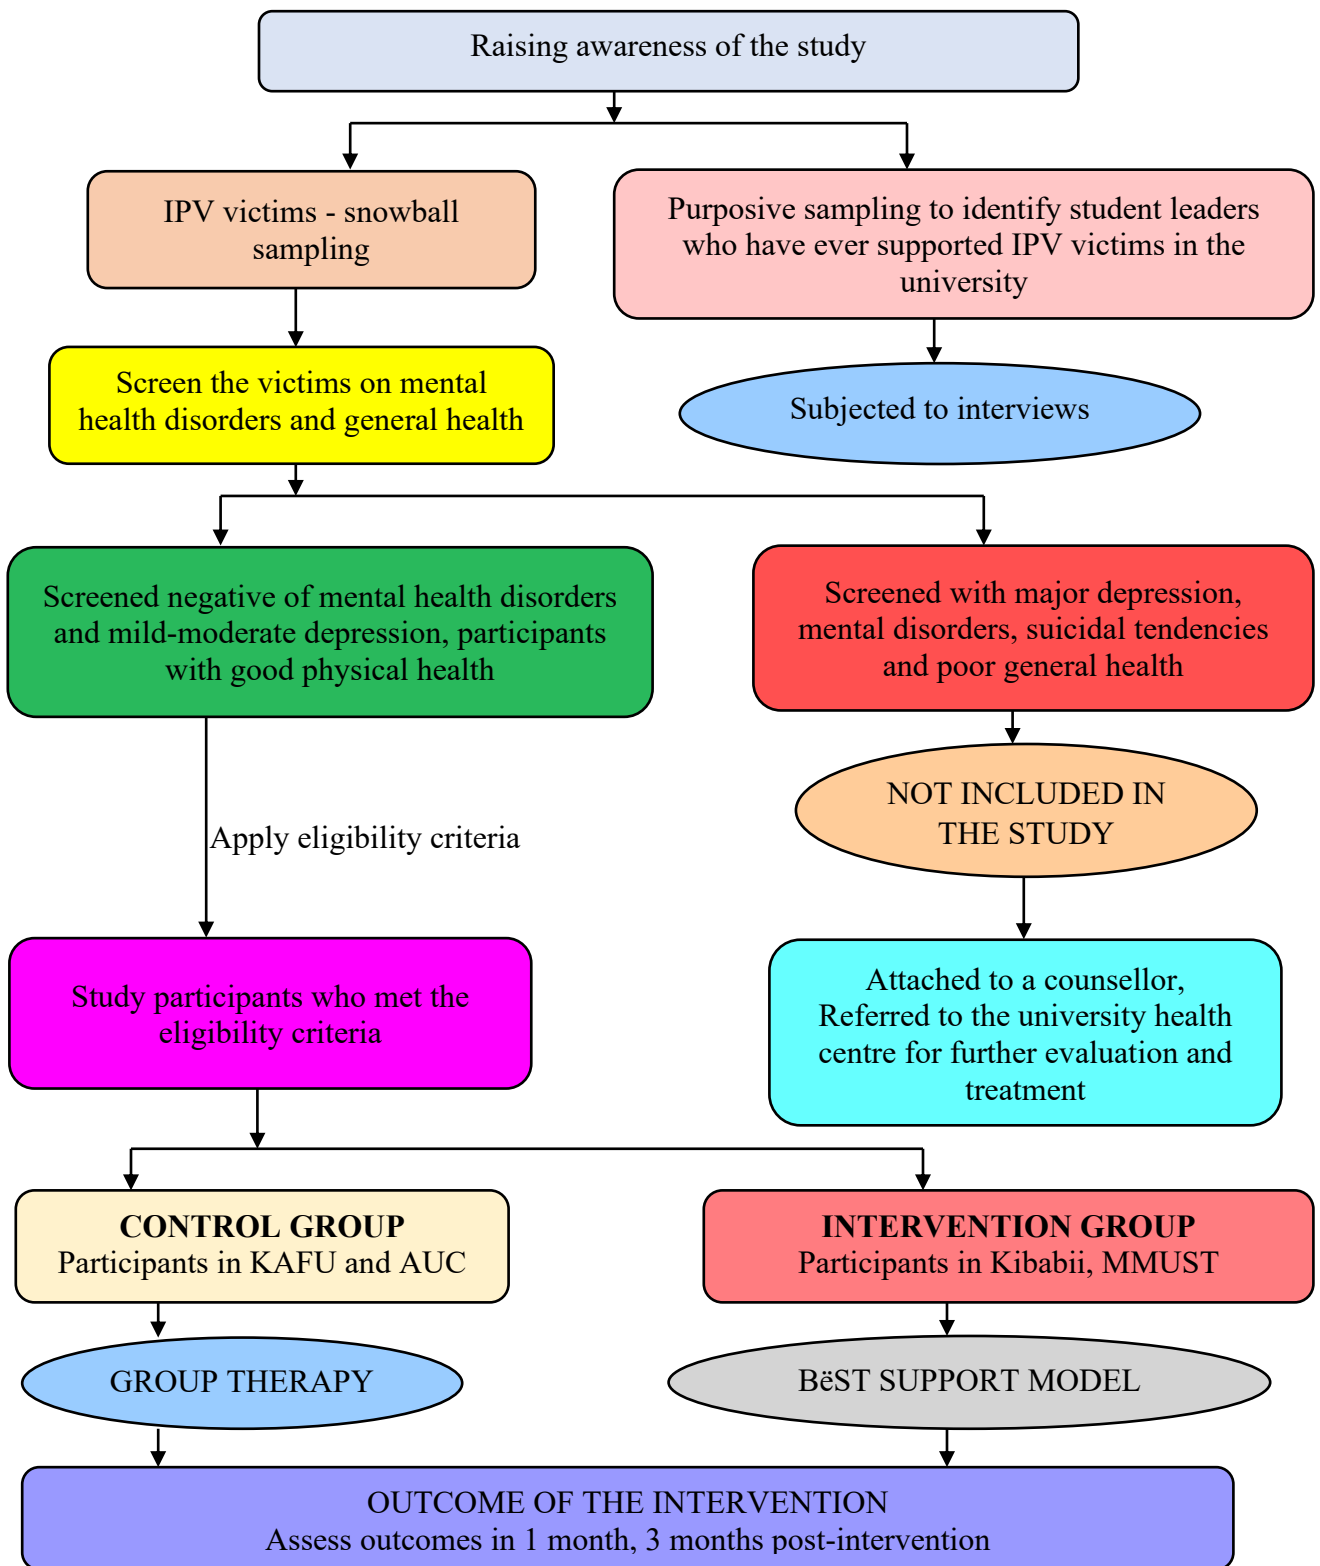 Raising awareness of the study
IPV victims - snowball
sampling
Purposive sampling to identify student leaders
who have ever supported IPV victims in the
university
Screen the victims on mental
health disorders and general health
Subjected to interviews
Screened negative of mental health disorders
and mild-moderate depression, participants
with good physical health
Screened with major depression,
mental disorders, suicidal tendencies
and poor general health
NOT INCLUDED IN
THE STUDY
Apply eligibility criteria
Study participants who met the
eligibility criteria
Attached to a counsellor,
Referred to the university health
centre for further evaluation and
treatment
CONTROL GROUP
Participants in KAFU and AUC
INTERVENTION GROUP
Participants in Kibabii, MMUST
GROUP THERAPY
BëST SUPPORT MODEL
OUTCOME OF THE INTERVENTION
Assess outcomes in 1 month, 3 months post-intervention